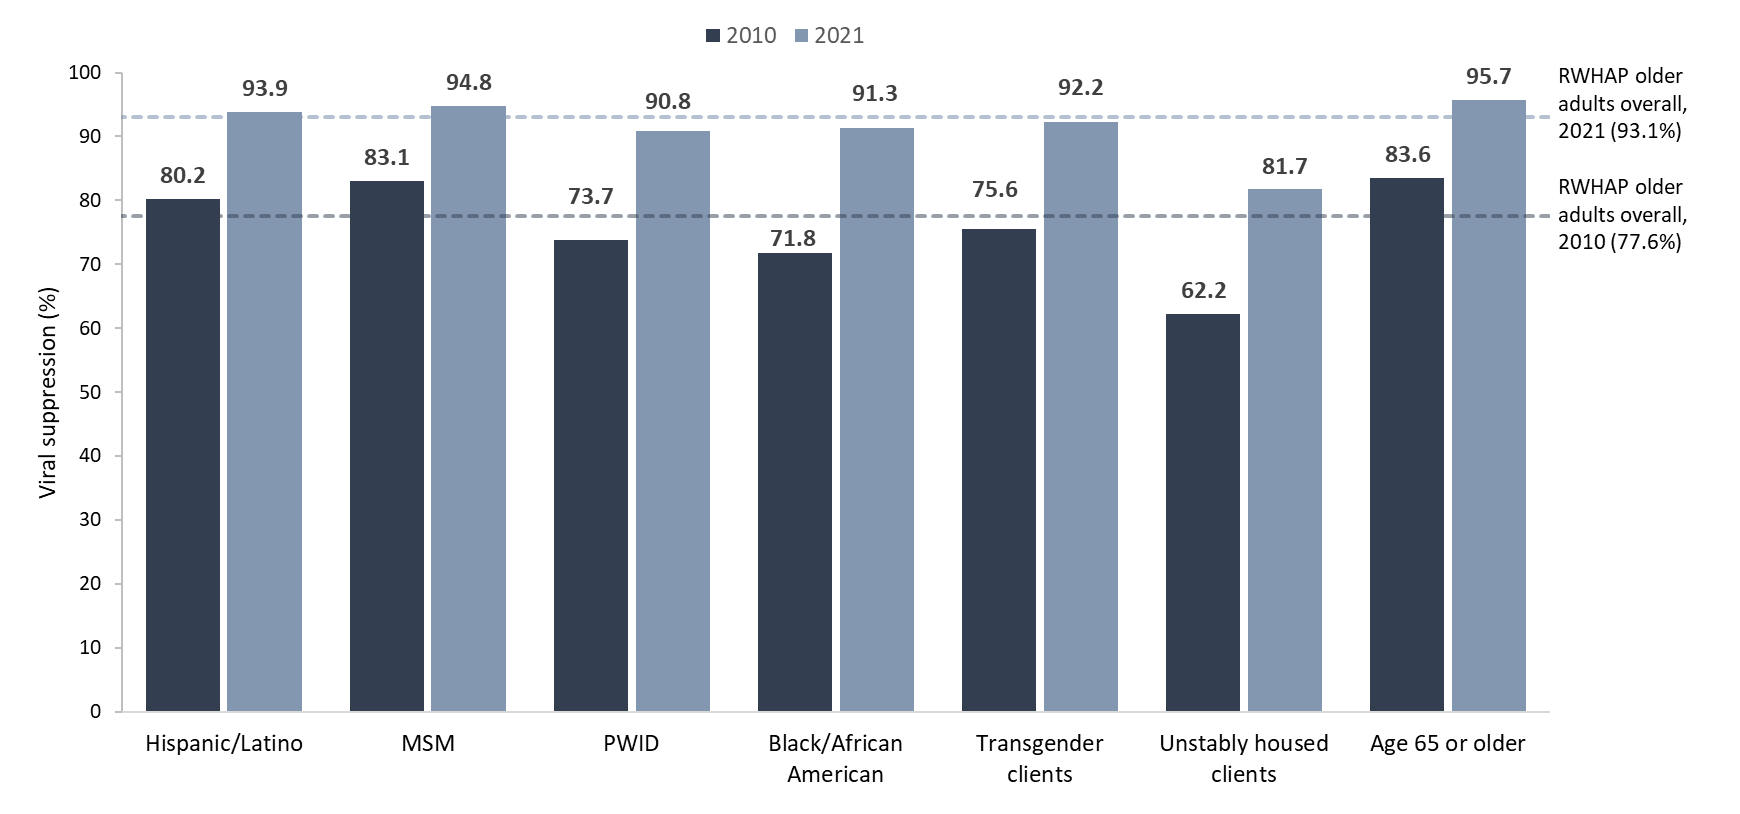 2010 2021
100
90
80
70
60
50
40
30
20
10
0
Viral suppression (%)
80.2 93.9
83.1 94.8
73.7 90.8
71.8 91.3
75.6 92.2
62.2 81.7
83.6 95.7
RWHAP older
adults overall,
2021 (93.1%)
RWHAP older
adults overall,
2010 (77.6%)
Hispanic/Latino
MSM
PWID
Black/African
American
Transgender
clients
Unstably housed
clients
Age 65 or older